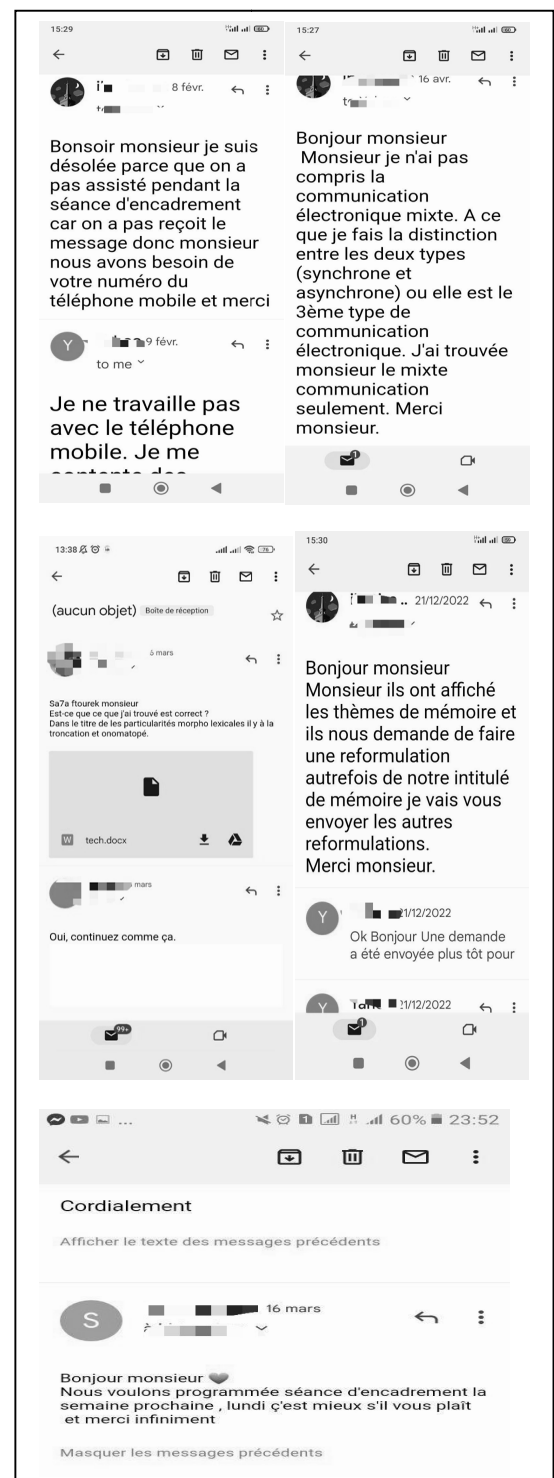 15:29
8 févr.
Bonsoir monsieur je suis
désolée parce que on a
pas assisté pendant la
séance d'encadrement
car on a pas reçoit le
message donc monsieur
nous avons besoin de
votre numéro du
téléphone mobile et merci
Y
9 févr.
to me
Je ne travaille pas
avec le téléphone
mobile. Je me
15:27
16 avr.
Bonjour monsieur
Monsieur je n'ai pas
compris la
communication
électronique mixte. A ce
que je fais la distinction
entre les deux types
(synchrone et
asynchrone) ou elle est le
3ème type de
communication
électronique. J'ai trouvée
monsieur le mixte
communication
seulement. Merci
monsieur.
1
13:38
76
(aucun objet) Boîte de réception
mars
Sa7a ftourek monsieur
Est-ce que ce que j'ai trouvé est correct ?
Dans le titre des particularités morpho lexicales il y à la
troncation et onomatopé.
W tech.docx
mars
Oui, continuez comme ça.
99+
15:30
21/12/2022
Bonjour monsieur
Monsieur ils ont affiché
les thèmes de mémoire et
ils nous demande de faire
une reformulation
autrefois de notre intitulé
de mémoire je vais vous
envoyer les autres
reformulations.
Merci monsieur.
Y
21/12/2022
Ok Bonjour Une demande
a été envoyée plus tôt pour
Y
21/12/2022
1
... 1 H 60% 23:52
Cordialement
Afficher le texte des messages précédents
S
16 mars
Bonjour monsieur
Nous voulons programmée séance d'encadrement la
semaine prochaine , lundi ç'est mieux s'il vous plaît
et merci infiniment
Masquer les messages précédents